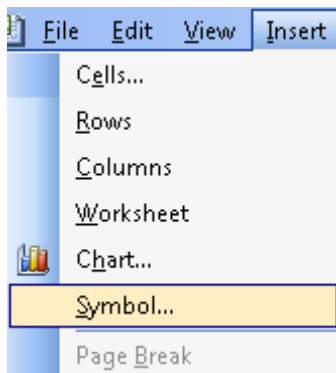 File Edit View Insert
Cells...
Rows
Columns
Worksheet
Chart...
Symbol...
Page Break